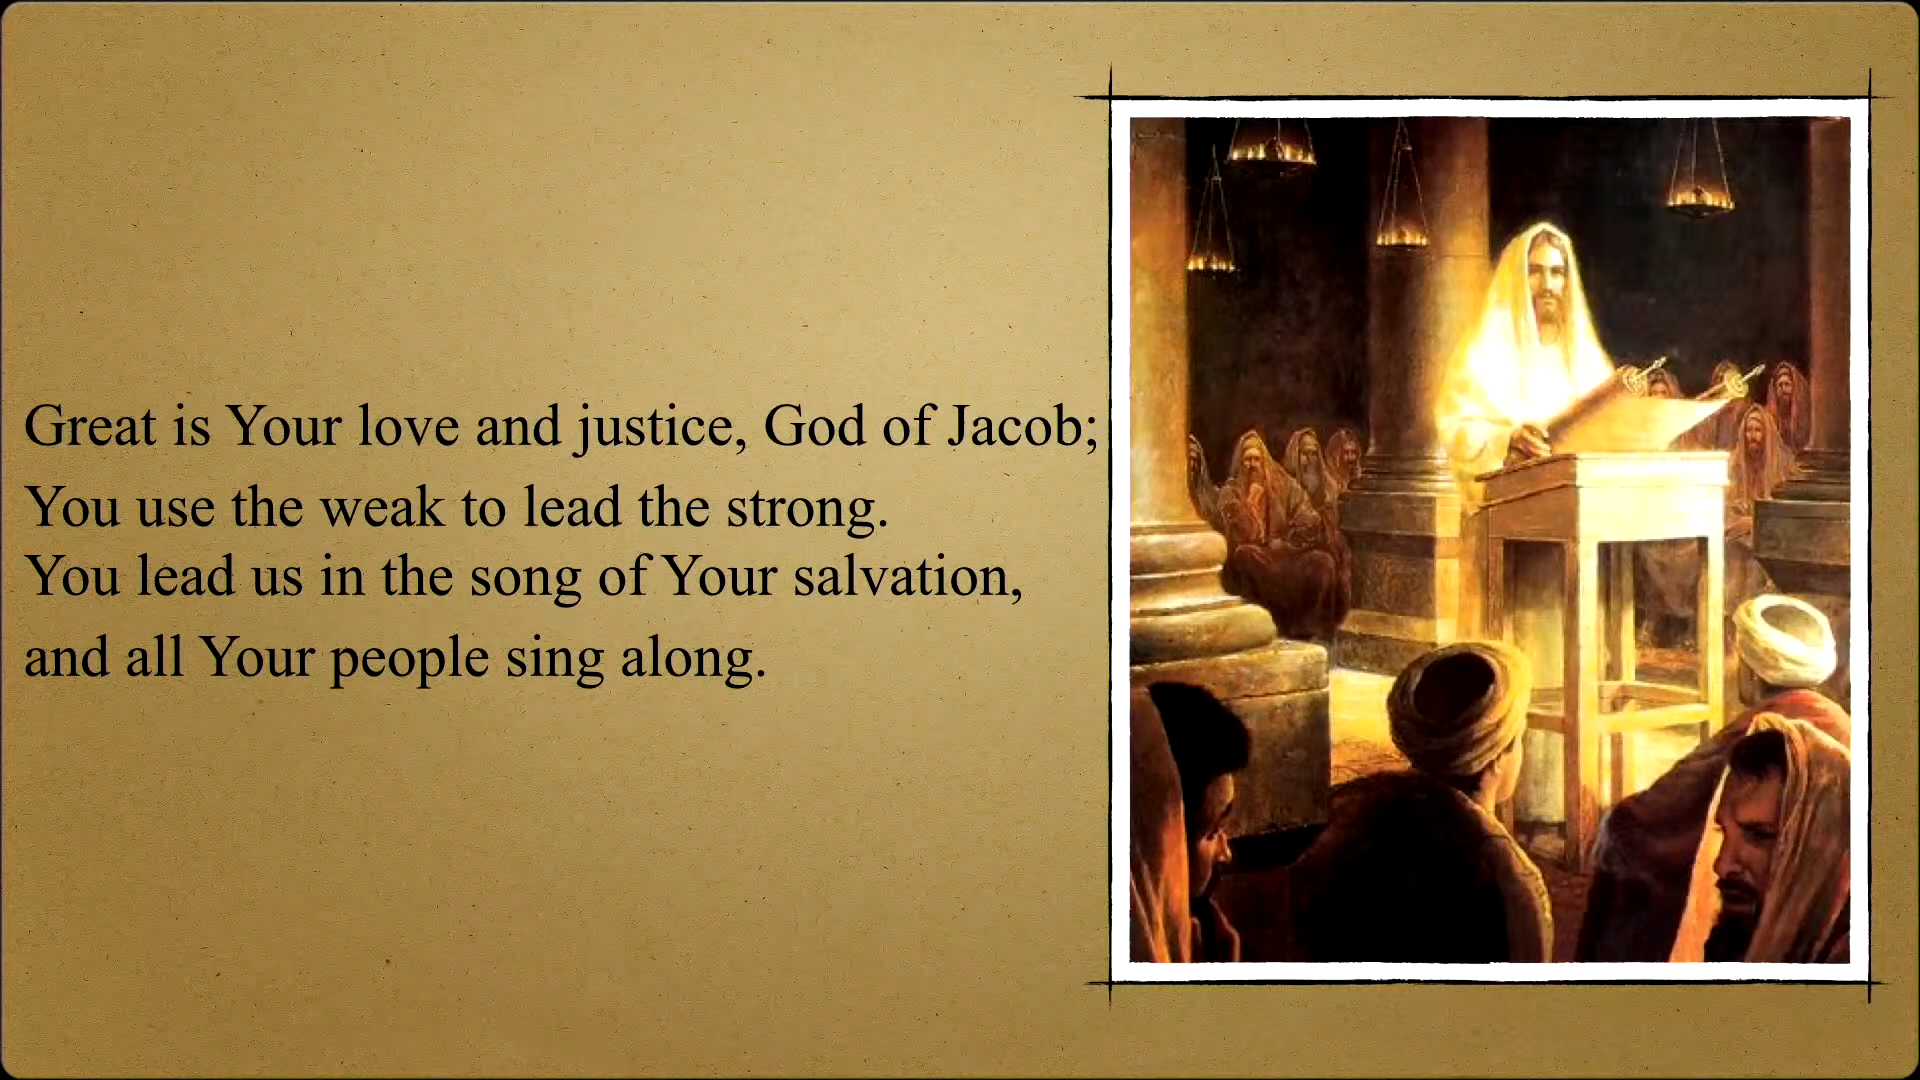 Great is Your love and justice, God of Jacob;
You use the weak to lead the strong.
You lead us in the song of Your salvation,
and all Your people sing along.